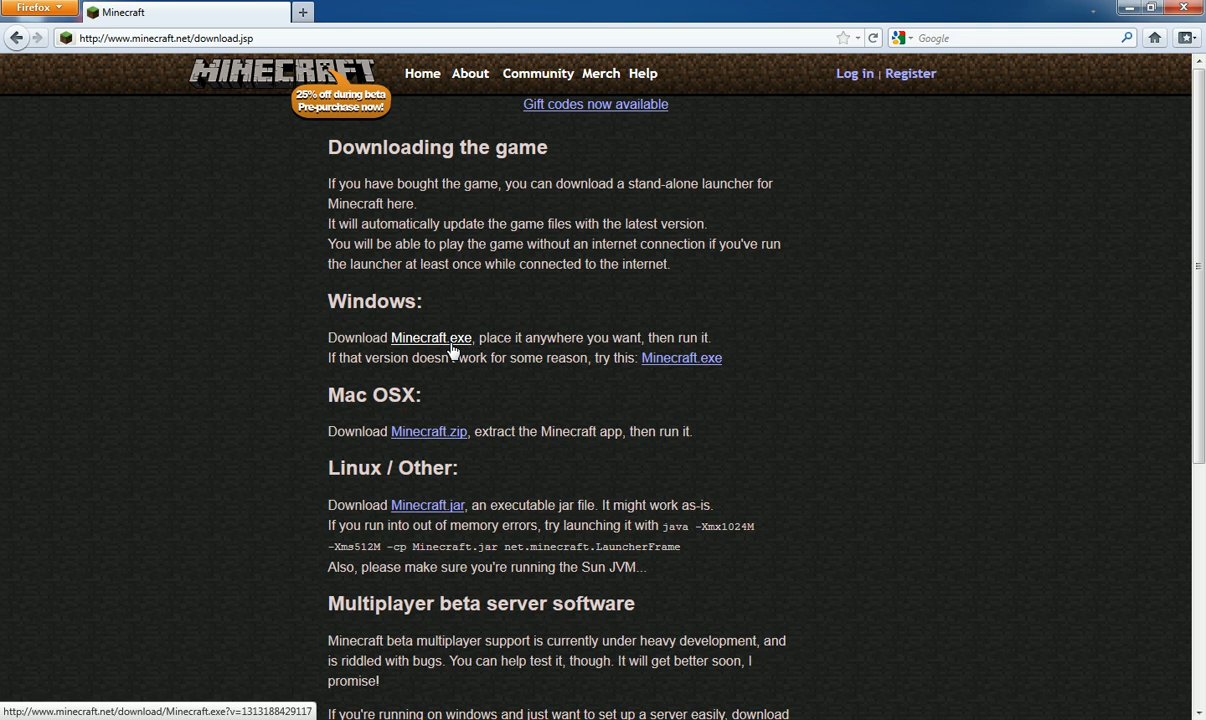 Firefox
Minecraft
http://www.minecraft.net/download.jsp
Google
MINECRAFT
25% off during beta
Pre-purchase now!
Home About Community Merch Help
Log in | Register
Gift codes now available
Downloading the game
If you have bought the game, you can download a stand-alone launcher for
Minecraft here.
It will automatically update the game files with the latest version.
You will be able to play the game without an internet connection if you've run
the launcher at least once while connected to the internet.
Windows:
Download Minecraft.exe, place it anywhere you want, then run it.
If that version doesn't work for some reason, try this: Minecraft.exe
Mac OSX:
Download Minecraft.zip, extract the Minecraft app, then run it.
Linux / Other:
Download Minecraft.jar, an executable jar file. It might work as-is.
If you run into out of memory errors, try launching it with java -Xmx1024M
-Xms512M -cp Minecraft.jar net.minecraft.LauncherFrame
Also, please make sure you're running the Sun JVM...
Multiplayer beta server software
Minecraft beta multiplayer support is currently under heavy development, and
is riddled with bugs. You can help test it, though. It will get better soon, I
promise!
If you're running on windows and just want to set up a server easily, download
http://www.minecraft.net/download/Minecraft.exe?v=1313188429117